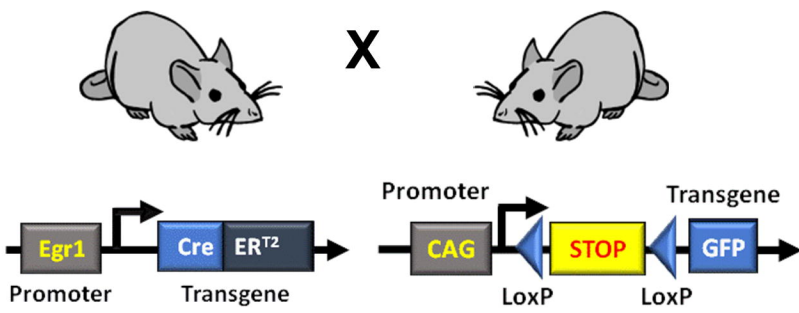 X
Egr1 Cre ER^T2
Promoter Transgene
Promoter Transgene
CAG STOP GFP
LoxP LoxP